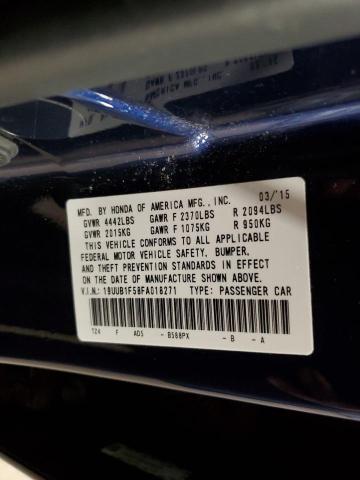 MFD. BY HONDA OF AMERICA MFG., INC. 03/15
GVWR 4442LBS GAWR F 2370LBS R 2094LBS
GVWR 2015KG GAWR F 1075KG R 950KG
THIS VEHICLE CONFORMS TO ALL APPLICABLE
FEDERAL MOTOR VEHICLE SAFETY, BUMPER,
AND THEFT PREVENTION STANDARDS IN EFFECT
ON THE DATE OF MANUFACTURE SHOWN ABOVE.
V.I.N.: 19UUB1F58FA018271 TYPE: PASSENGER CAR
TZ4 F AD5 - B588PX - B - A